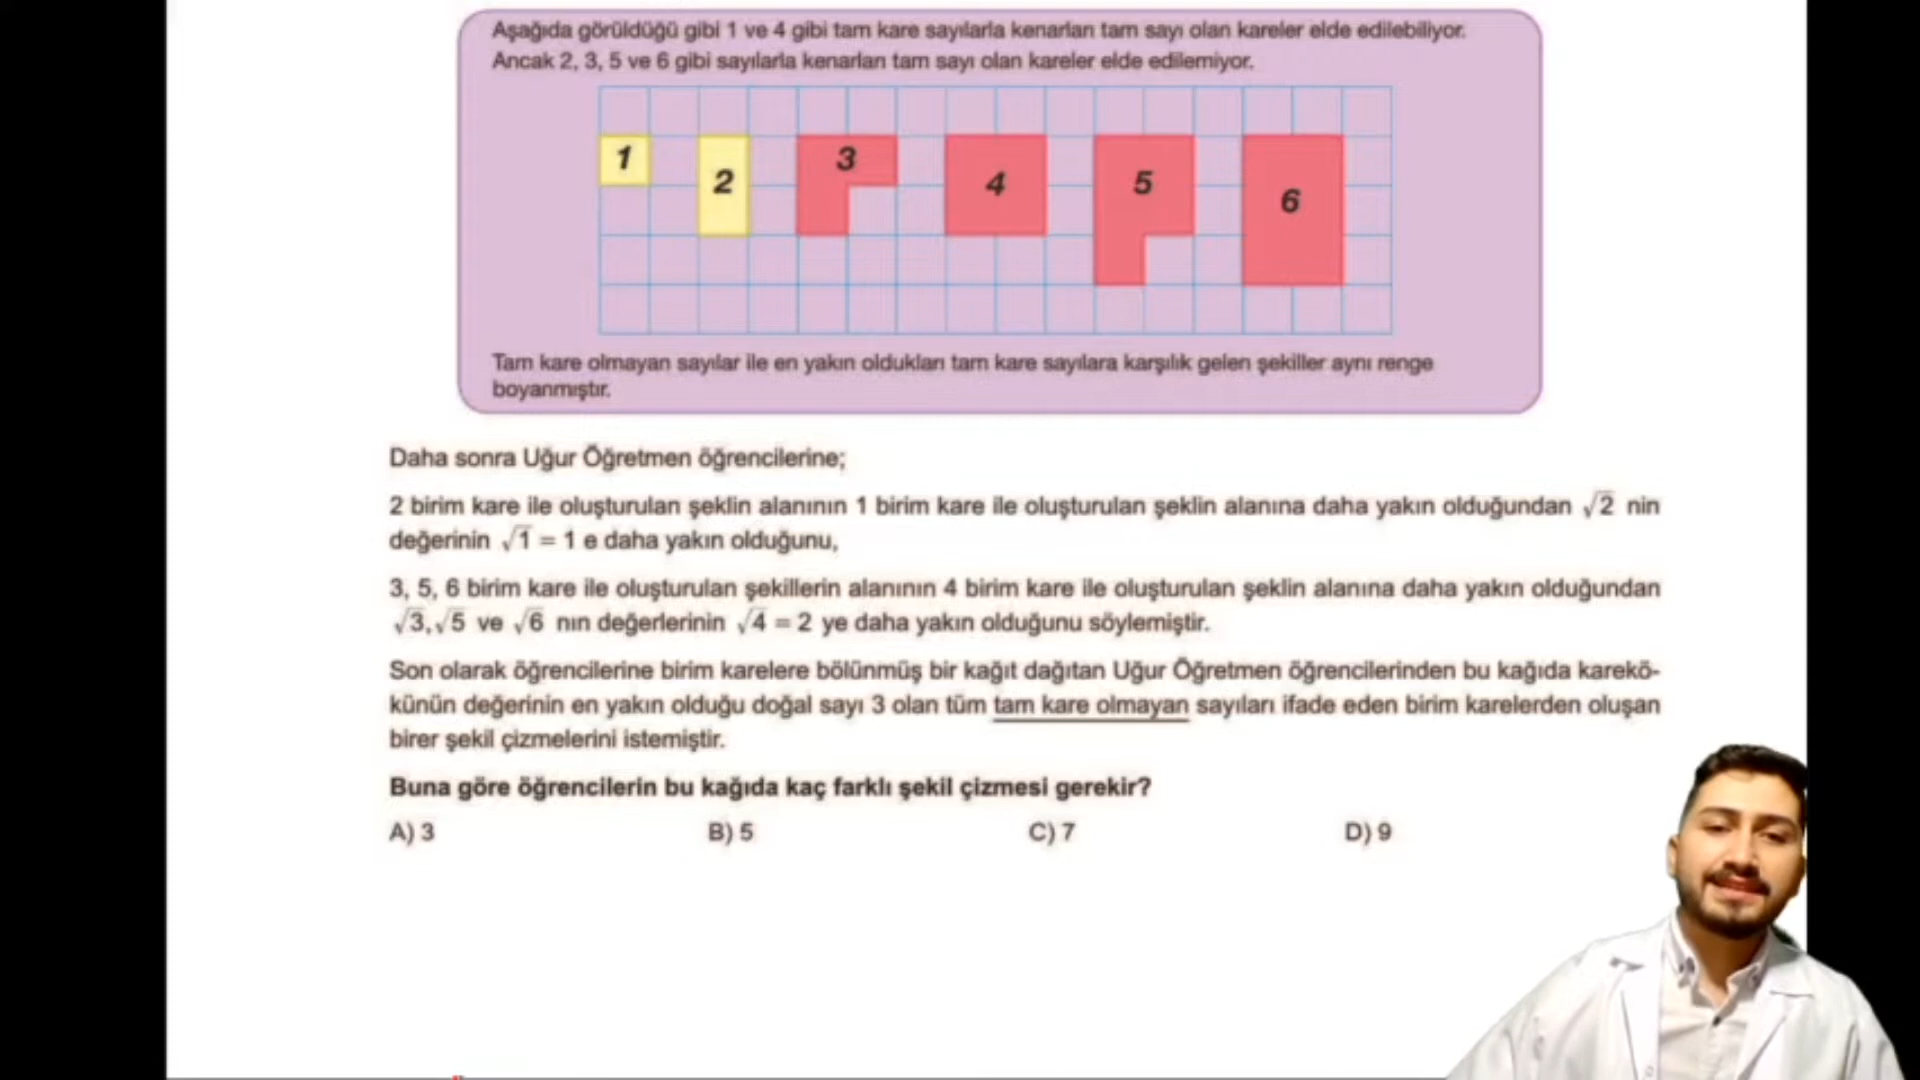 Aşağıda görüldüğü gibi 1 ve 4 gibi tam kare sayılarla kenarları tam sayı olan kareler elde edilebiliyor.
Ancak 2, 3, 5 ve 6 gibi sayılarla kenarları tam sayı olan kareler elde edilemiyor.
1 2 3 4 5 6
Tam kare olmayan sayılar ile en yakın oldukları tam kare sayılara karşılık gelen şekiller aynı renge
boyanmıştır.
Daha sonra Uğur Öğretmen öğrencilerine;
2 birim kare ile oluşturulan şeklin alanının 1 birim kare ile oluşturulan şeklin alanına daha yakın olduğundan √2 nin
değerinin √1 = 1 e daha yakın olduğunu,
3, 5, 6 birim kare ile oluşturulan şekillerin alanının 4 birim kare ile oluşturulan şeklin alanına daha yakın olduğundan
√3,√5 ve √6 nın değerlerinin √4 = 2 ye daha yakın olduğunu söylemiştir.
Son olarak öğrencilerine birim karelere bölünmüş bir kağıt dağıtan Uğur Öğretmen öğrencilerinden bu kağıda karekö-
künün değerinin en yakın olduğu doğal sayı 3 olan tüm tam kare olmayan sayıları ifade eden birim karelerden oluşan
birer şekil çizmelerini istemiştir.
Buna göre öğrencilerin bu kağıda kaç farklı şekil çizmesi gerekir?
A) 3 B) 5 C) 7 D) 9